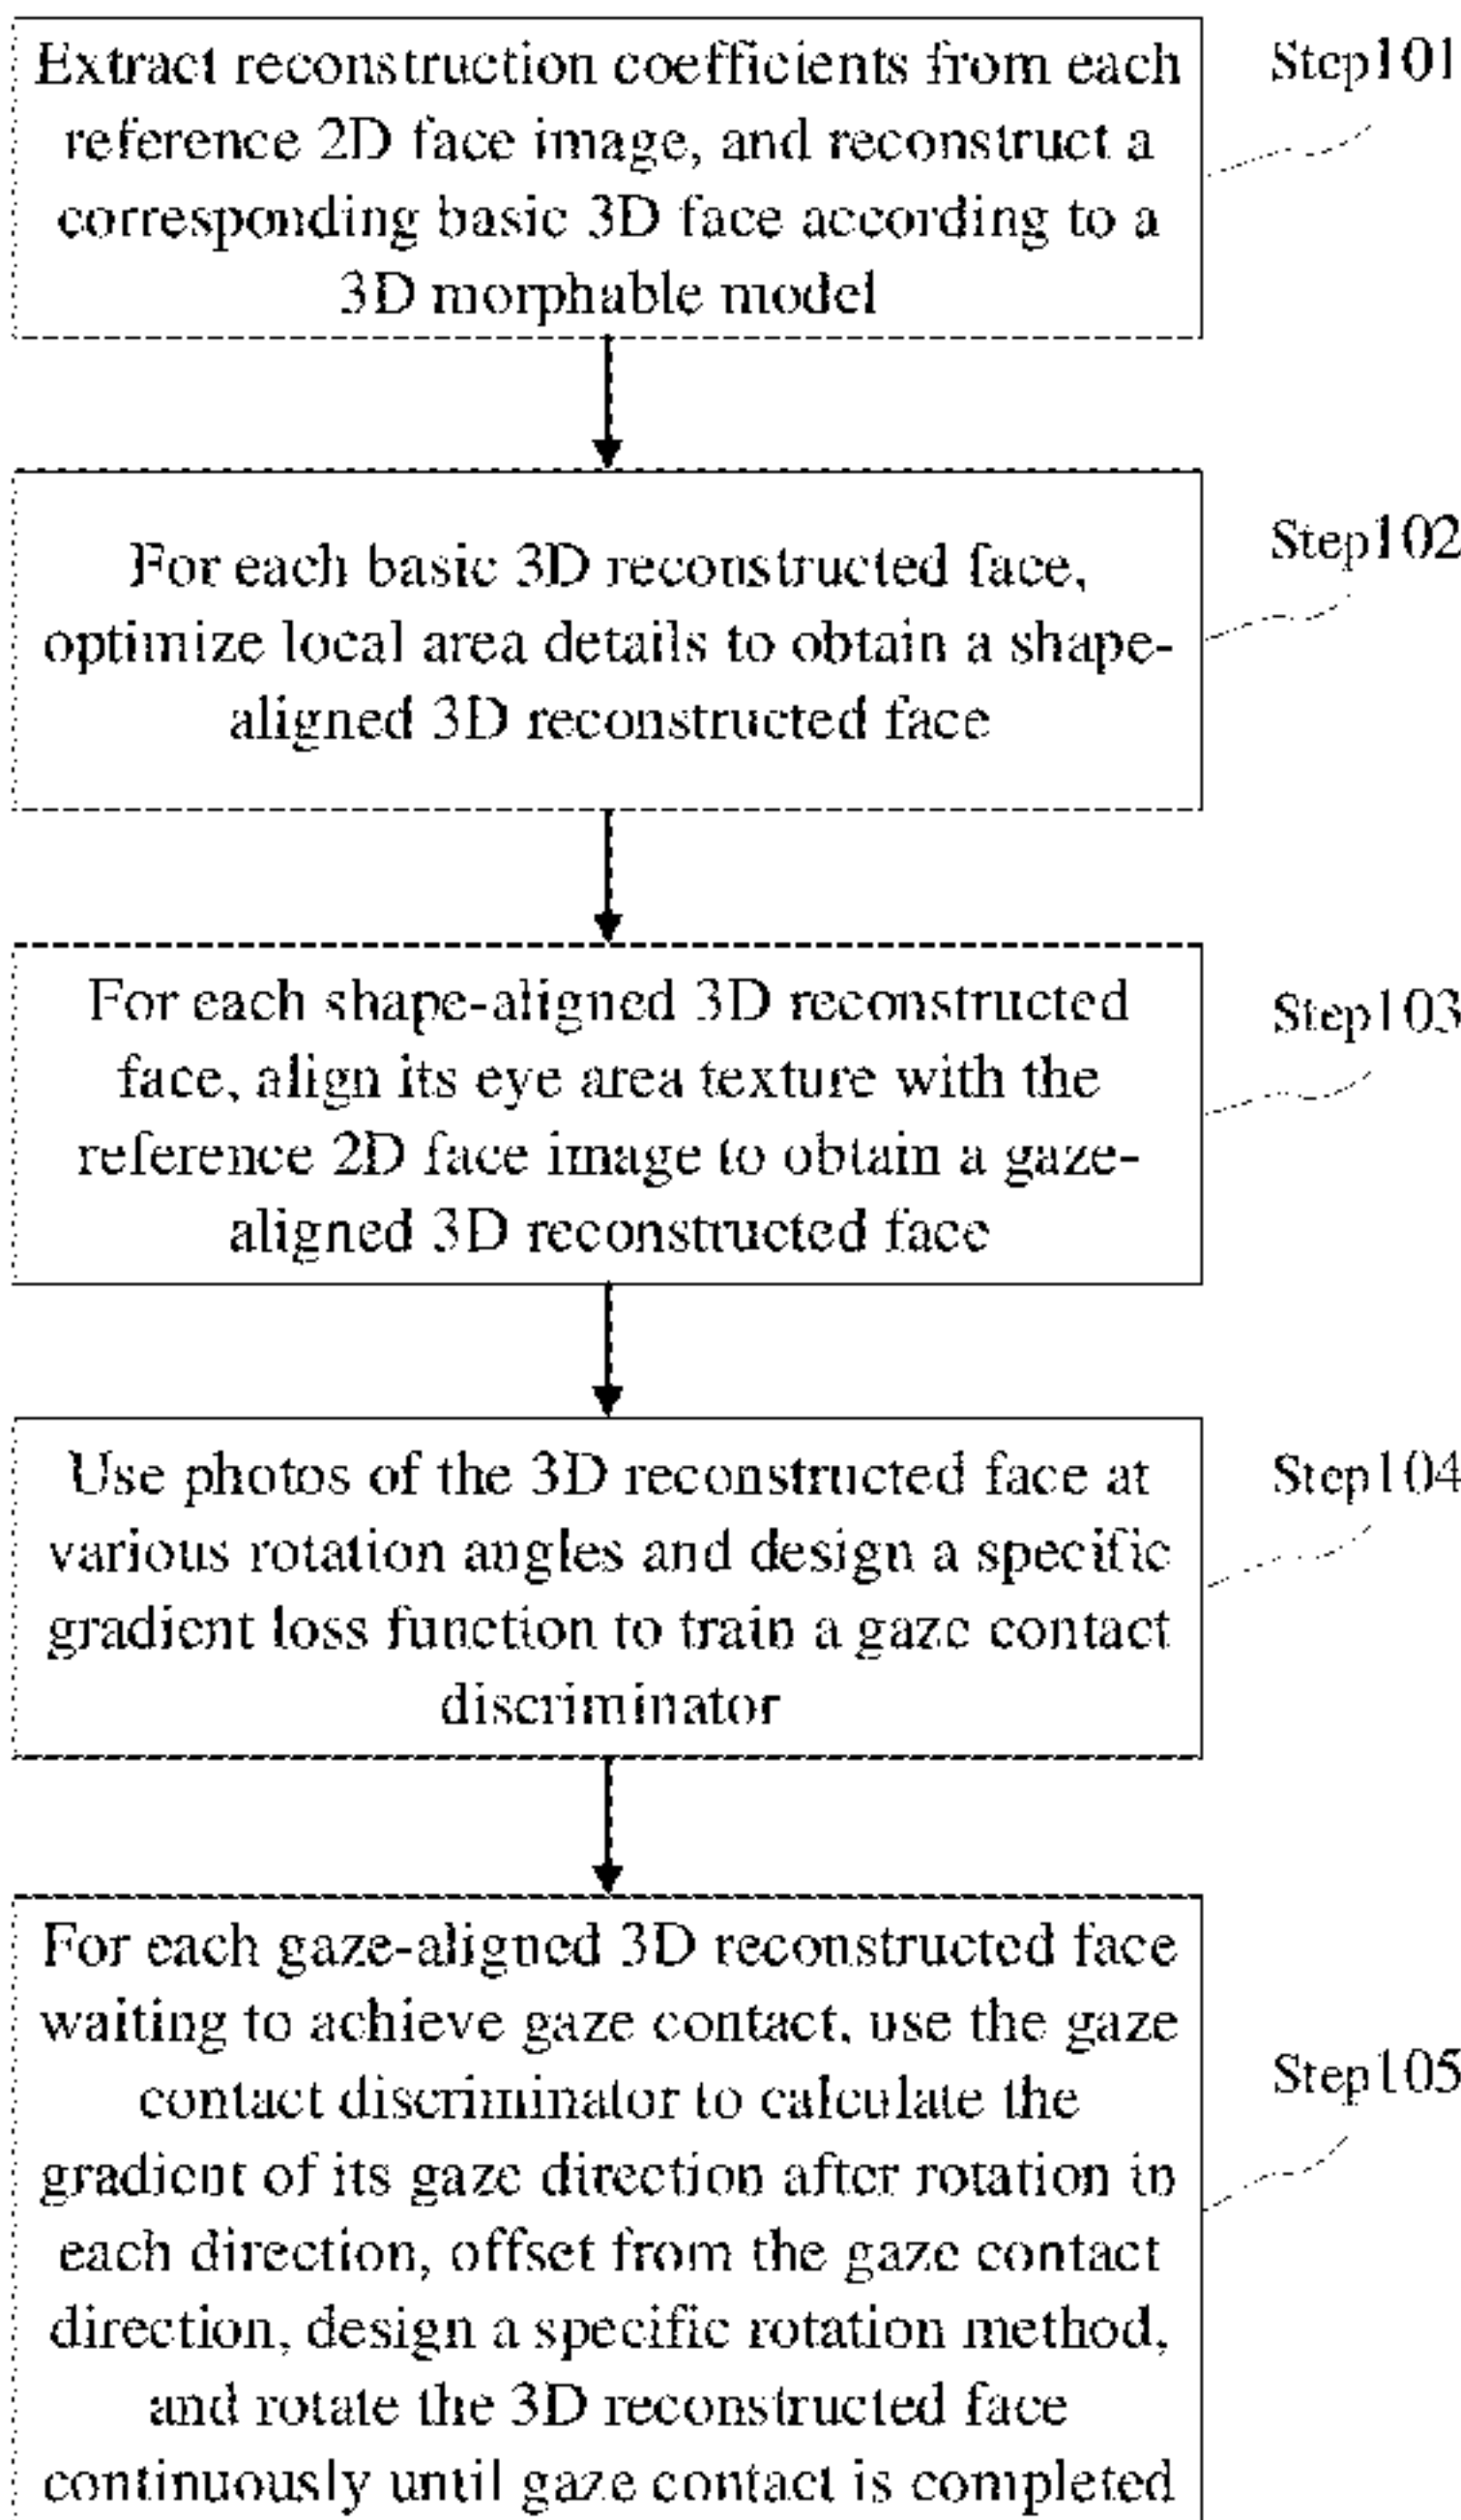 Extract reconstruction coefficients from each
reference 2D face image, and reconstruct a
corresponding basic 3D face according to a
3D morphable model
Step101
For each basic 3D reconstructed face,
optimize local area details to obtain a shape-
aligned 3D reconstructed face
Step102
For each shape-aligned 3D reconstructed
face, align its eye area texture with the
reference 2D face image to obtain a gaze-
aligned 3D reconstructed face
Step103
Use photos of the 3D reconstructed face at
various rotation angles and design a specific
gradient loss function to train a gaze contact
discriminator
Step104
For each gaze-aligned 3D reconstructed face
waiting to achieve gaze contact, use the gaze
contact discriminator to calculate the
gradient of its gaze direction after rotation in
each direction, offset from the gaze contact
direction, design a specific rotation method,
and rotate the 3D reconstructed face
continuously until gaze contact is completed
Step105